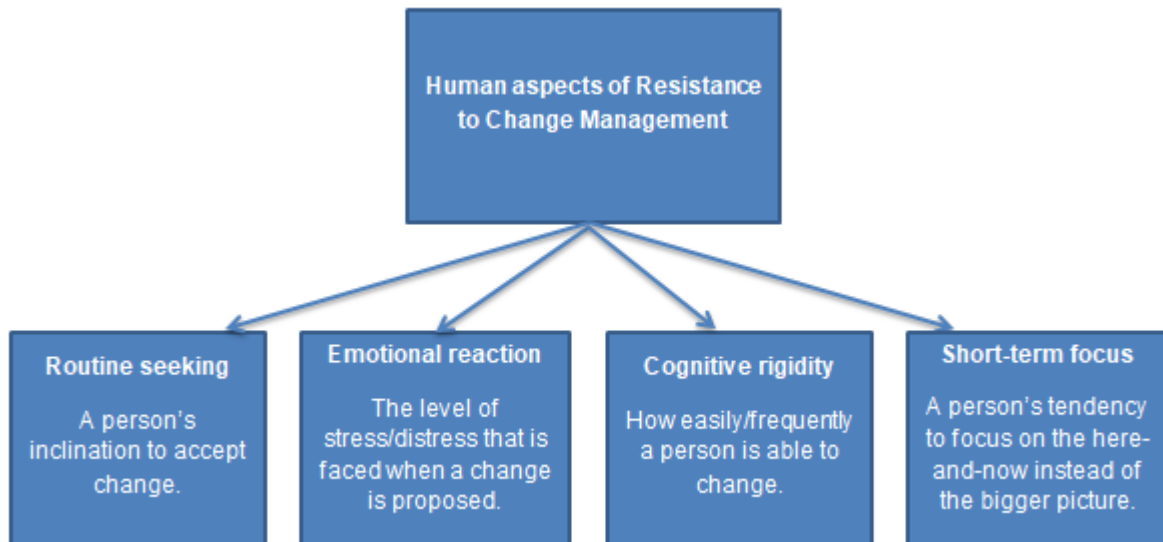 Human aspects of Resistance
to Change Management
Routine seeking
A person's
inclination to accept
change.
Emotional reaction
The level of
stress/distress that is
faced when a change
is proposed.
Cognitive rigidity
How easily/frequently
a person is able to
change.
Short-term focus
A person's tendency
to focus on the here-
and-now instead of
the bigger picture.